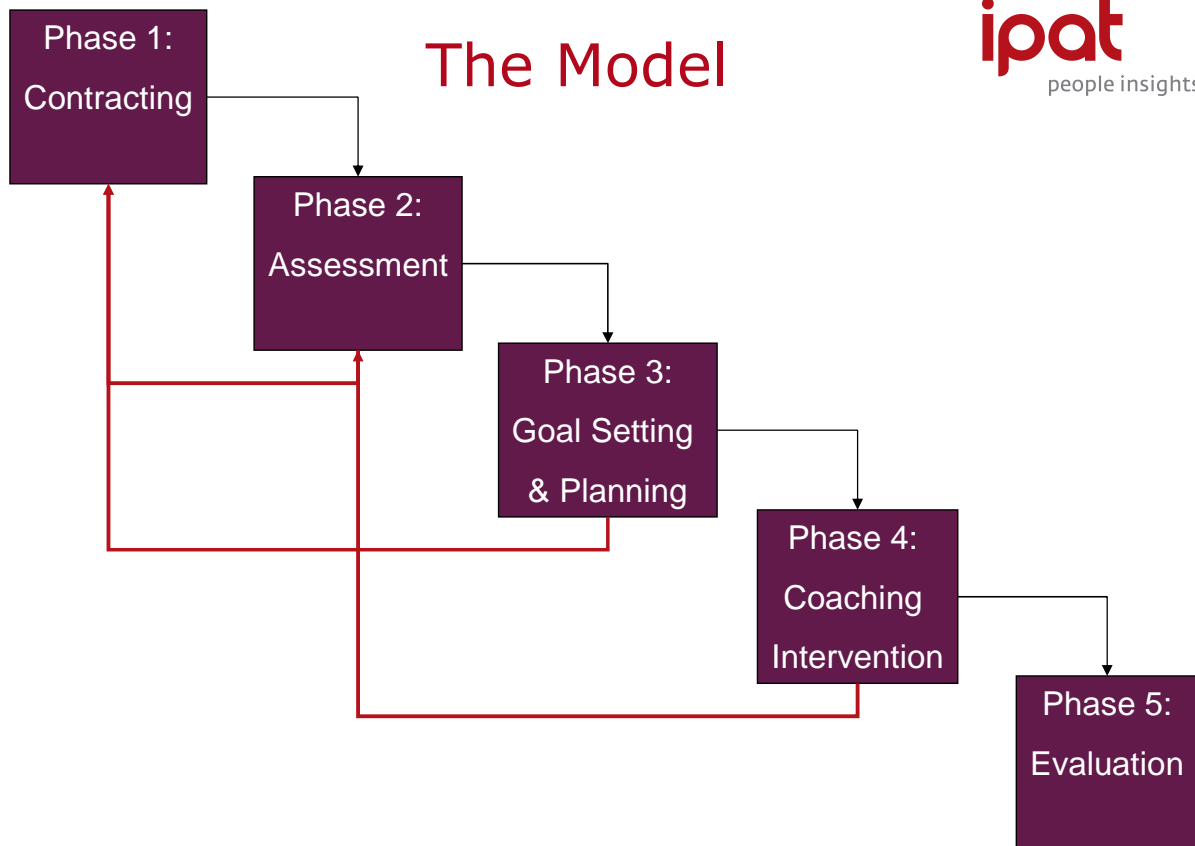 The Model
ipat
people insights
Phase 1:
Contracting
Phase 2:
Assessment
Phase 3:
Goal Setting
& Planning
Phase 4:
Coaching
Intervention
Phase 5:
Evaluation